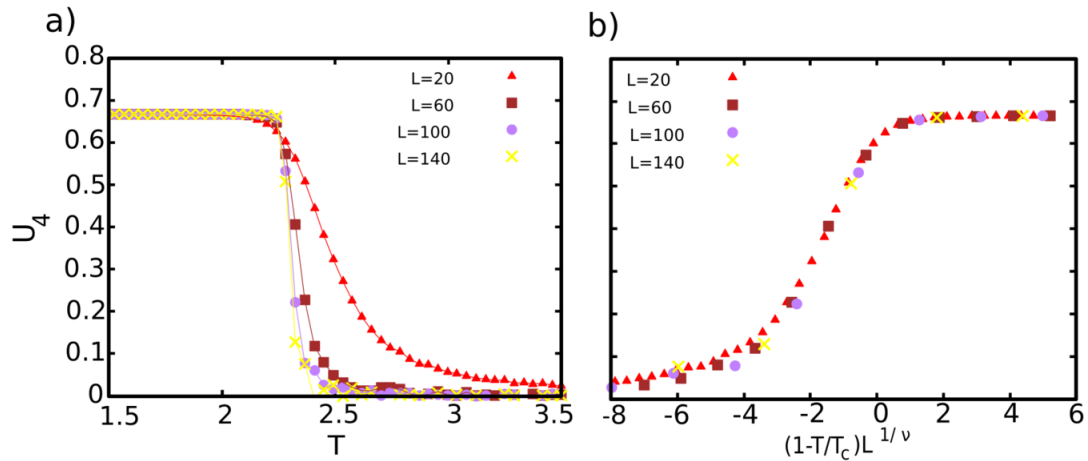 a)
0.8
0.7
0.6
0.5
0.4
0.3
0.2
0.1
0
U4
1.5 2 2.5 3 3.5
T
L=20
L=60
L=100
L=140
b)
L=20
L=60
L=100
L=140
-8 -6 -4 -2 0 2 4 6
(1-T/Tc)L 1/ ν